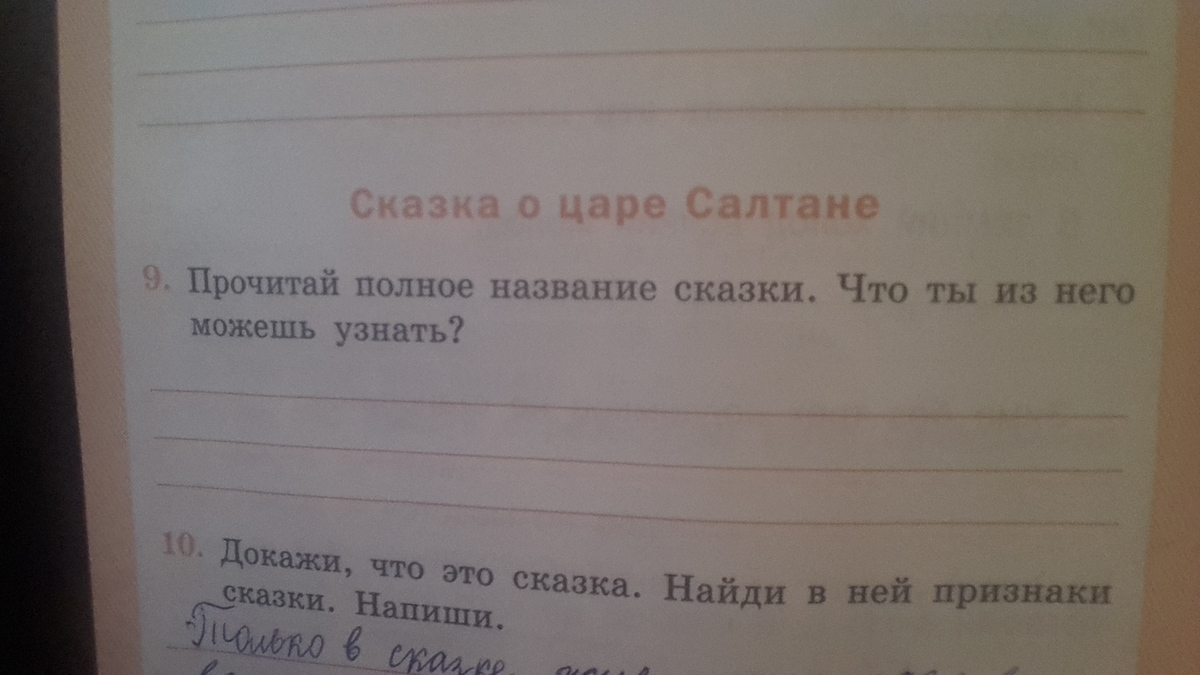 Сказка о царе Салтане
9. Прочитай полное название сказки. Что ты из него
можешь узнать?
10. Докажи, что это сказка. Найди в ней признаки
сказки. Напиши.
Только в сказке